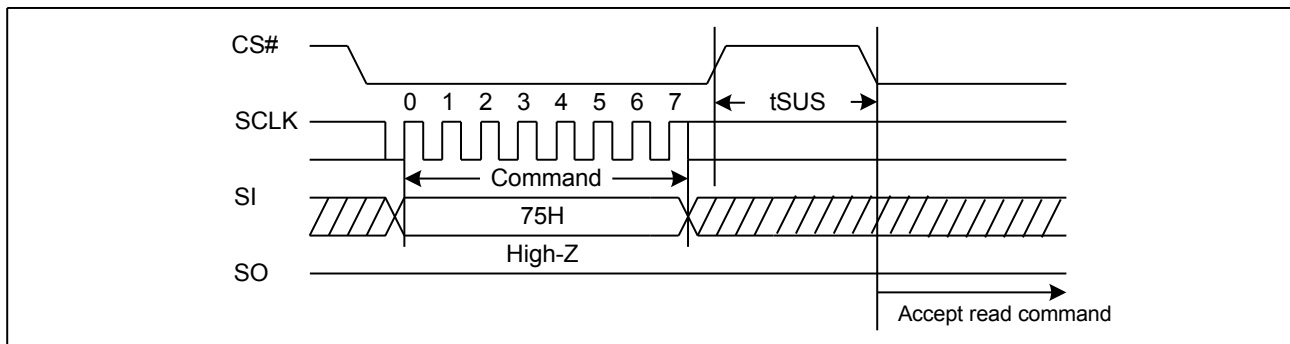 CS#
0 1 2 3 4 5 6 7
tSUS
SCLK
Command
SI
75H
High-Z
SO
Accept read command